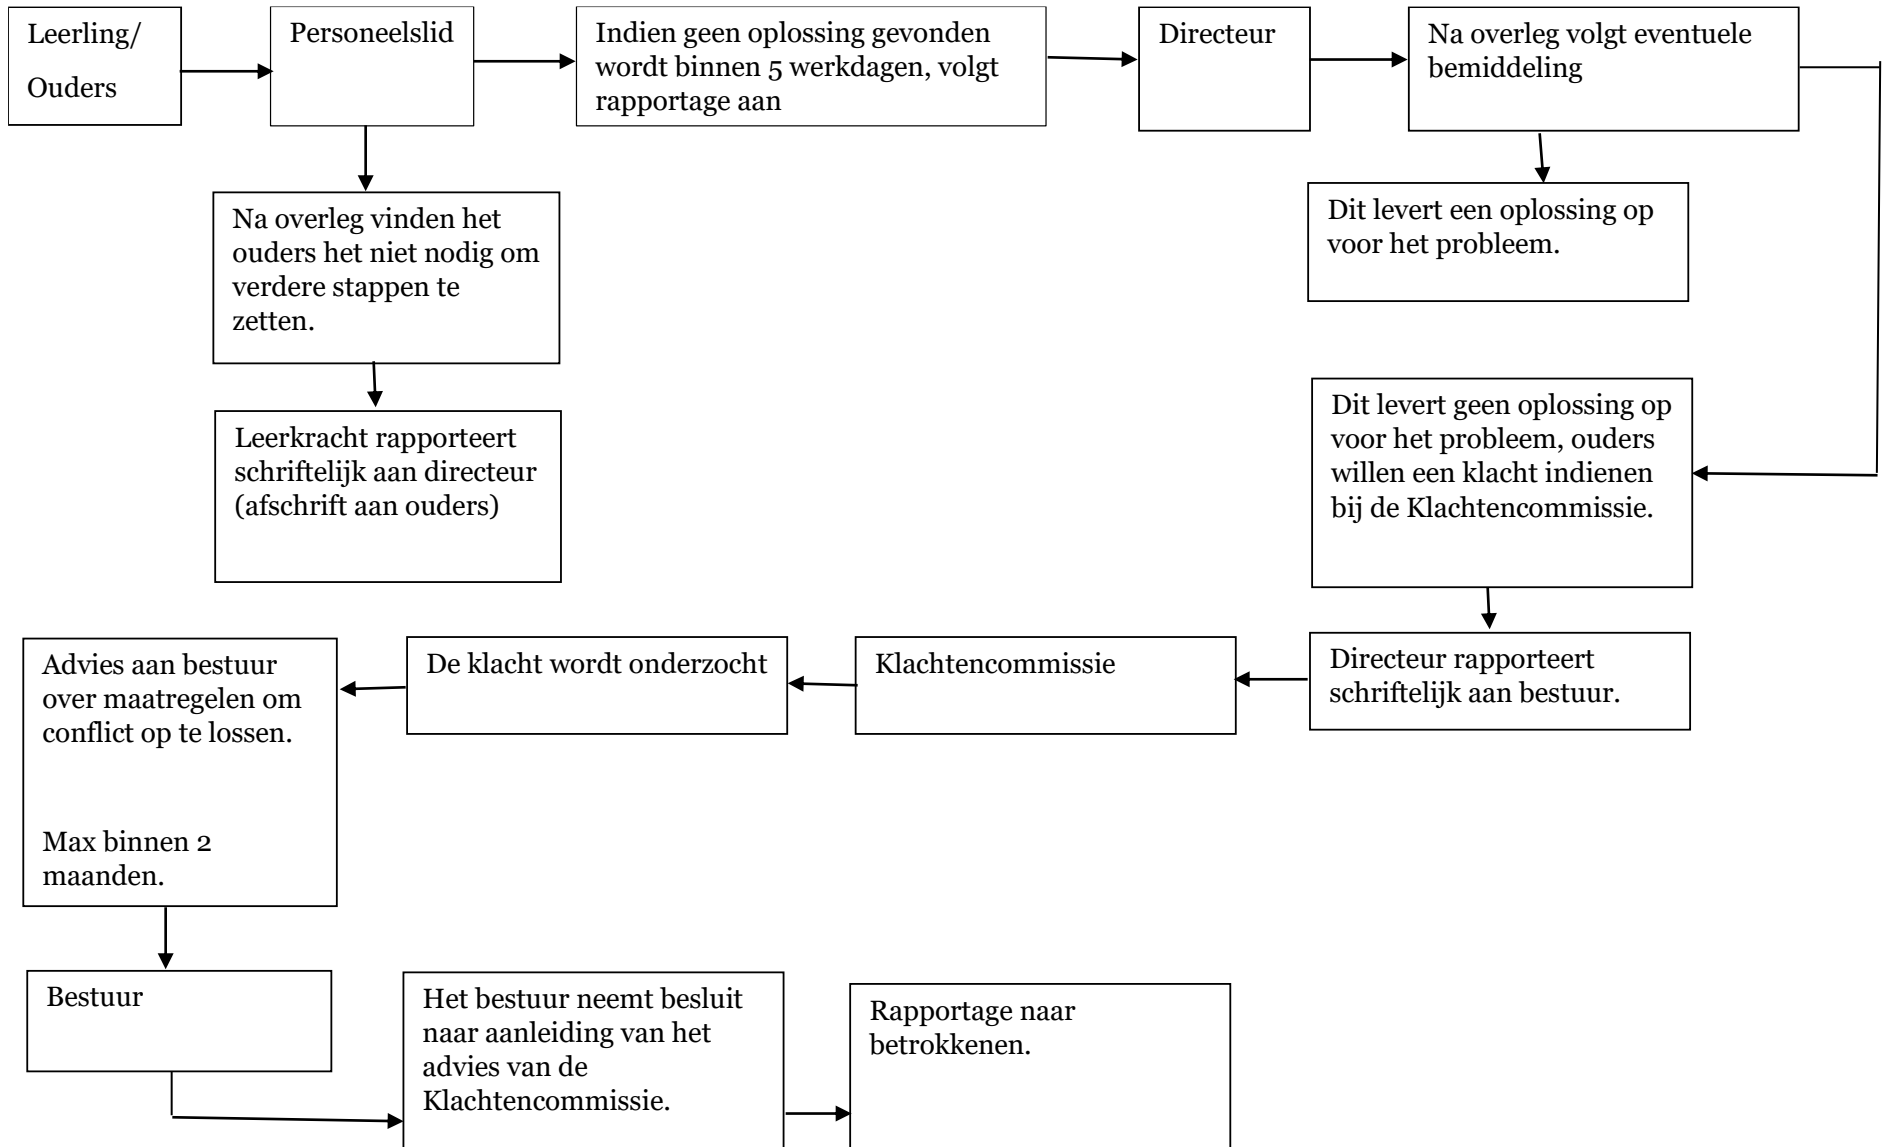 Leerling/
Ouders
Personeelslid
Indien geen oplossing gevonden
wordt binnen 5 werkdagen, volgt
rapportage aan
Directeur
Na overleg volgt eventuele
bemiddeling
Na overleg vinden het
ouders het niet nodig om
verdere stappen te
zetten.
Dit levert een oplossing op
voor het probleem.
Leerkracht rapporteert
schriftelijk aan directeur
(afschrift aan ouders)
Dit levert geen oplossing op
voor het probleem, ouders
willen een klacht indienen
bij de Klachtencommissie.
Directeur rapporteert
schriftelijk aan bestuur.
Klachtencommissie
De klacht wordt onderzocht
Advies aan bestuur
over maatregelen om
conflict op te lossen.
Max binnen 2
maanden.
Bestuur
Het bestuur neemt besluit
naar aanleiding van het
advies van de
Klachtencommissie.
Rapportage naar
betrokkenen.